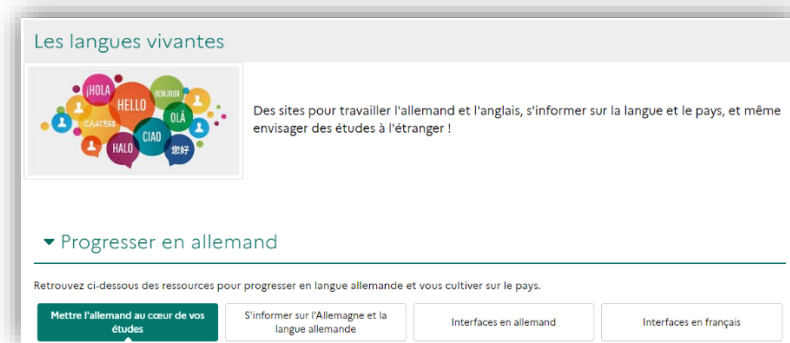 Les langues vivantes
¡HOLA
HELLO
BONJOUR
OLÁ
こんにちは
CIAO
HALO
您好
Des sites pour travailler l'allemand et l'anglais, s'informer sur la langue et le pays, et même
envisager des études à l'étranger !
Progresser en allemand
Retrouvez ci-dessous des ressources pour progresser en langue allemande et vous cultiver sur le pays.
Mettre l'allemand au cœur de vos
études
S'informer sur l'Allemagne et la
langue allemande
Interfaces en allemand
Interfaces en français